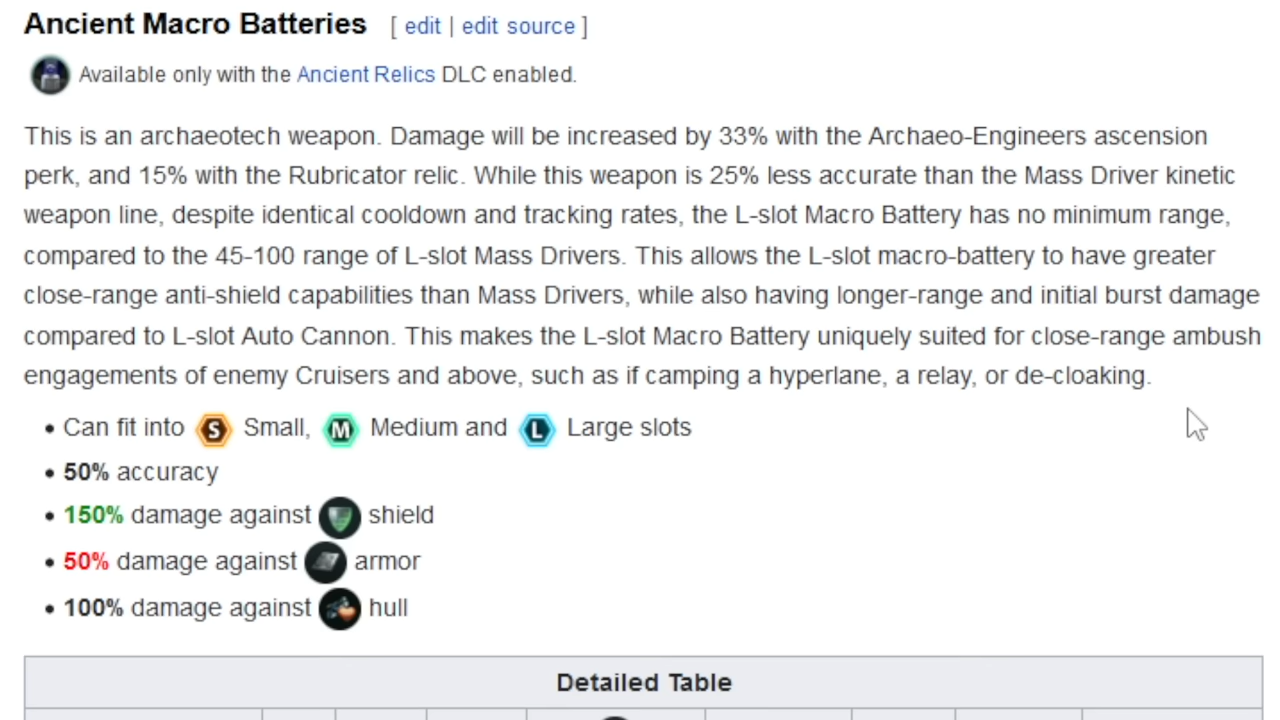 Ancient Macro Batteries [ edit | edit source ]
Available only with the Ancient Relics DLC enabled.
This is an archaeotech weapon. Damage will be increased by 33% with the Archaeo-Engineers ascension
perk, and 15% with the Rubricator relic. While this weapon is 25% less accurate than the Mass Driver kinetic
weapon line, despite identical cooldown and tracking rates, the L-slot Macro Battery has no minimum range,
compared to the 45-100 range of L-slot Mass Drivers. This allows the L-slot macro-battery to have greater
close-range anti-shield capabilities than Mass Drivers, while also having longer-range and initial burst damage
compared to L-slot Auto Cannon. This makes the L-slot Macro Battery uniquely suited for close-range ambush
engagements of enemy Cruisers and above, such as if camping a hyperlane, a relay, or de-cloaking.
• Can fit into S Small, M Medium and L Large slots
• 50% accuracy
• 150% damage against shield
• 50% damage against armor
• 100% damage against hull
Detailed Table